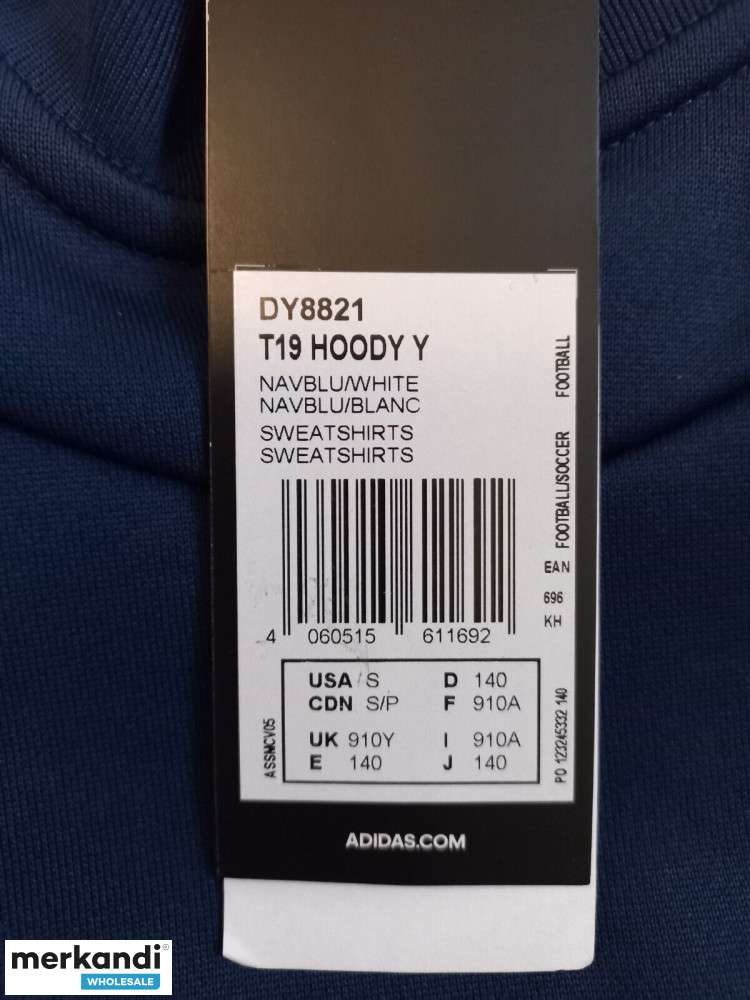 DY8821
T19 HOODY Y
NAVBLU/WHITE
NAVBLU/BLANC
SWEATSHIRTS
SWEATSHIRTS
FOOTBALL/SOCCER FOOTBALL
EAN
696
KH
4 060515 611692
USA S D 140
CDN S/P F 910A
UK 910Y I 910A
E 140 J 140
ASSMCV05
PO 123245332 140
ADIDAS.COM
merkandi®
WHOLESALE